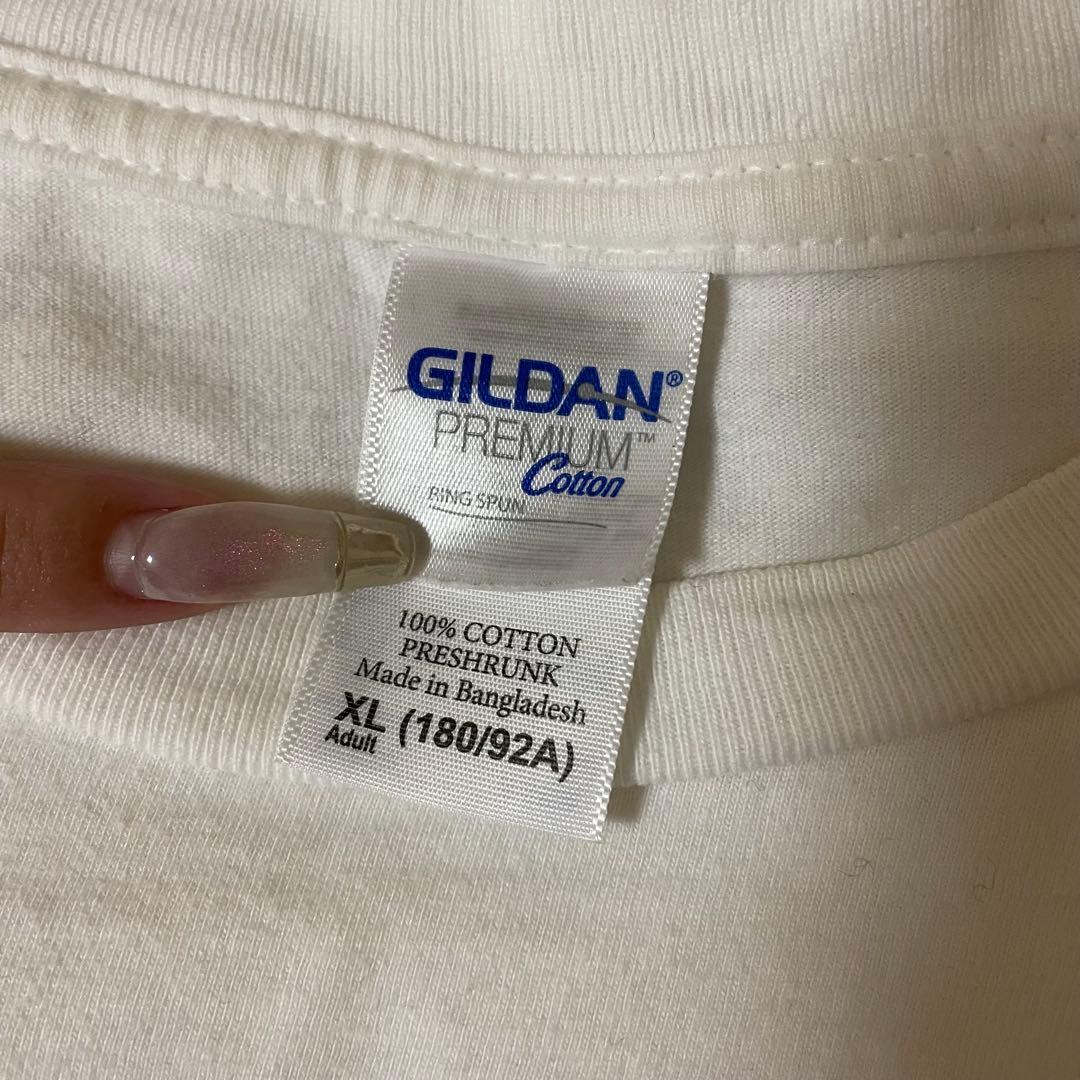 GILDAN®
PREMIUM™
Cotton
RING SPUN
100% COTTON
PRESHRUNK
Made in Bangladesh
XL (180/92A)
Adult